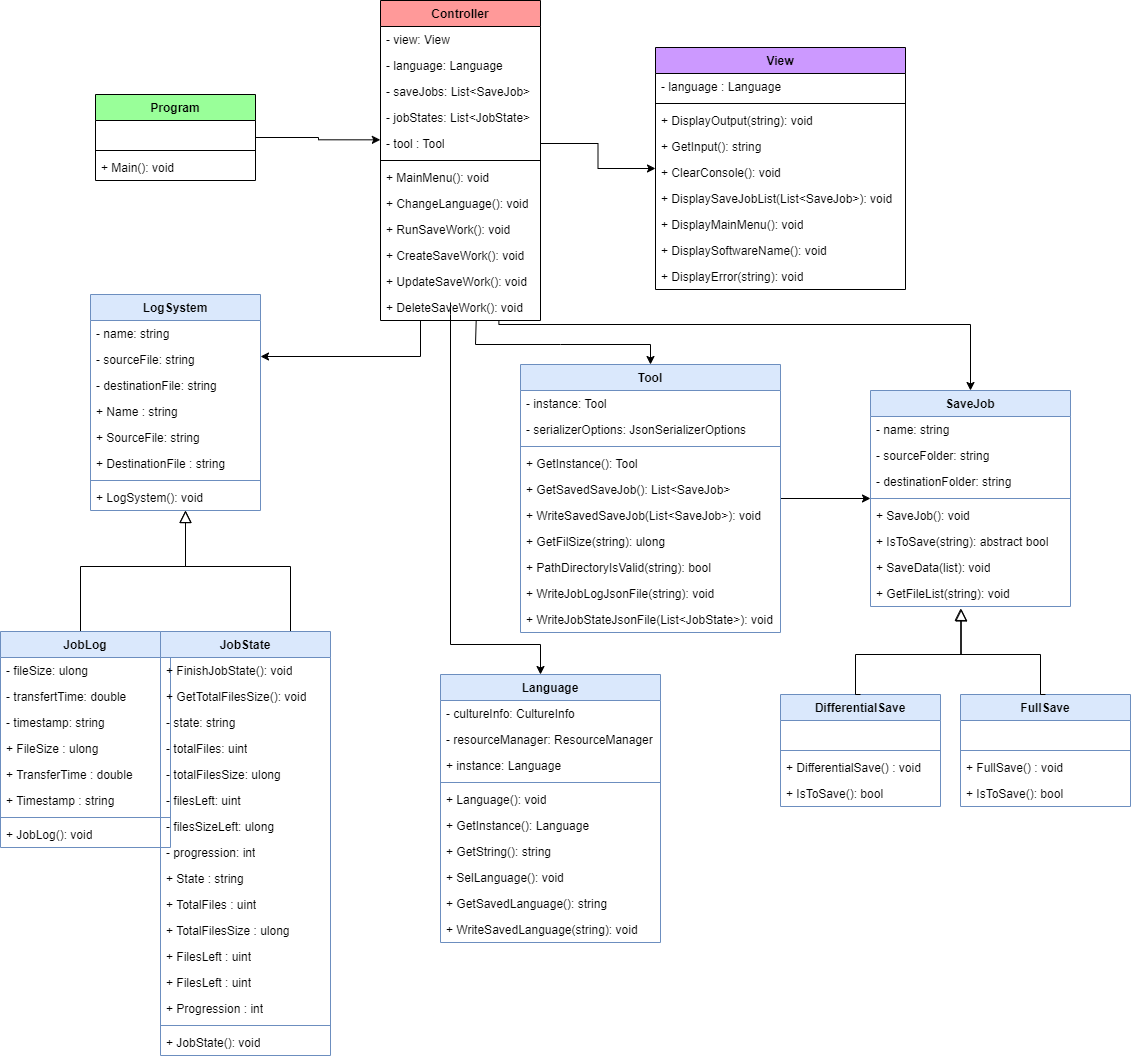 Controller
- view: View
- language: Language
- saveJobs: List<SaveJob>
- jobStates: List<JobState>
- tool : Tool
+ MainMenu(): void
+ ChangeLanguage(): void
+ RunSaveWork(): void
+ CreateSaveWork(): void
+ UpdateSaveWork(): void
+ DeleteSaveWork(): void
View
- language : Language
+ DisplayOutput(string): void
+ GetInput(): string
+ ClearConsole(): void
+ DisplaySaveJobList(List<SaveJob>): void
+ DisplayMainMenu(): void
+ DisplaySoftwareName(): void
+ DisplayError(string): void
Program
+ Main(): void
LogSystem
- name: string
- sourceFile: string
- destinationFile: string
+ Name : string
+ SourceFile: string
+ DestinationFile : string
+ LogSystem(): void
Tool
- instance: Tool
- serializerOptions: JsonSerializerOptions
+ GetInstance(): Tool
+ GetSavedSaveJob(): List<SaveJob>
+ WriteSavedSaveJob(List<SaveJob>): void
+ GetFilSize(string): ulong
+ PathDirectoryIsValid(string): bool
+ WriteJobLogJsonFile(string): void
+ WriteJobStateJsonFile(List<JobState>): void
SaveJob
- name: string
- sourceFolder: string
- destinationFolder: string
+ SaveJob(): void
+ IsToSave(string): abstract bool
+ SaveData(list): void
+ GetFileList(string): void
JobLog
- fileSize: ulong
- transfertTime: double
- timestamp: string
+ FileSize : ulong
+ TransferTime : double
+ Timestamp : string
+ JobLog(): void
JobState
+ FinishJobState(): void
+ GetTotalFilesSize(): void
- state: string
- totalFiles: uint
- totalFilesSize: ulong
- filesLeft: uint
- filesSizeLeft: ulong
- progression: int
+ State : string
+ TotalFiles : uint
+ TotalFilesSize : ulong
+ FilesLeft : uint
+ FilesLeft : uint
+ Progression : int
+ JobState(): void
Language
- cultureInfo: CultureInfo
- resourceManager: ResourceManager
+ instance: Language
+ Language(): void
+ GetInstance(): Language
+ GetString(): string
+ SelLanguage(): void
+ GetSavedLanguage(): string
+ WriteSavedLanguage(string): void
DifferentialSave
+ DifferentialSave() : void
+ IsToSave(): bool
FullSave
+ FullSave() : void
+ IsToSave(): bool